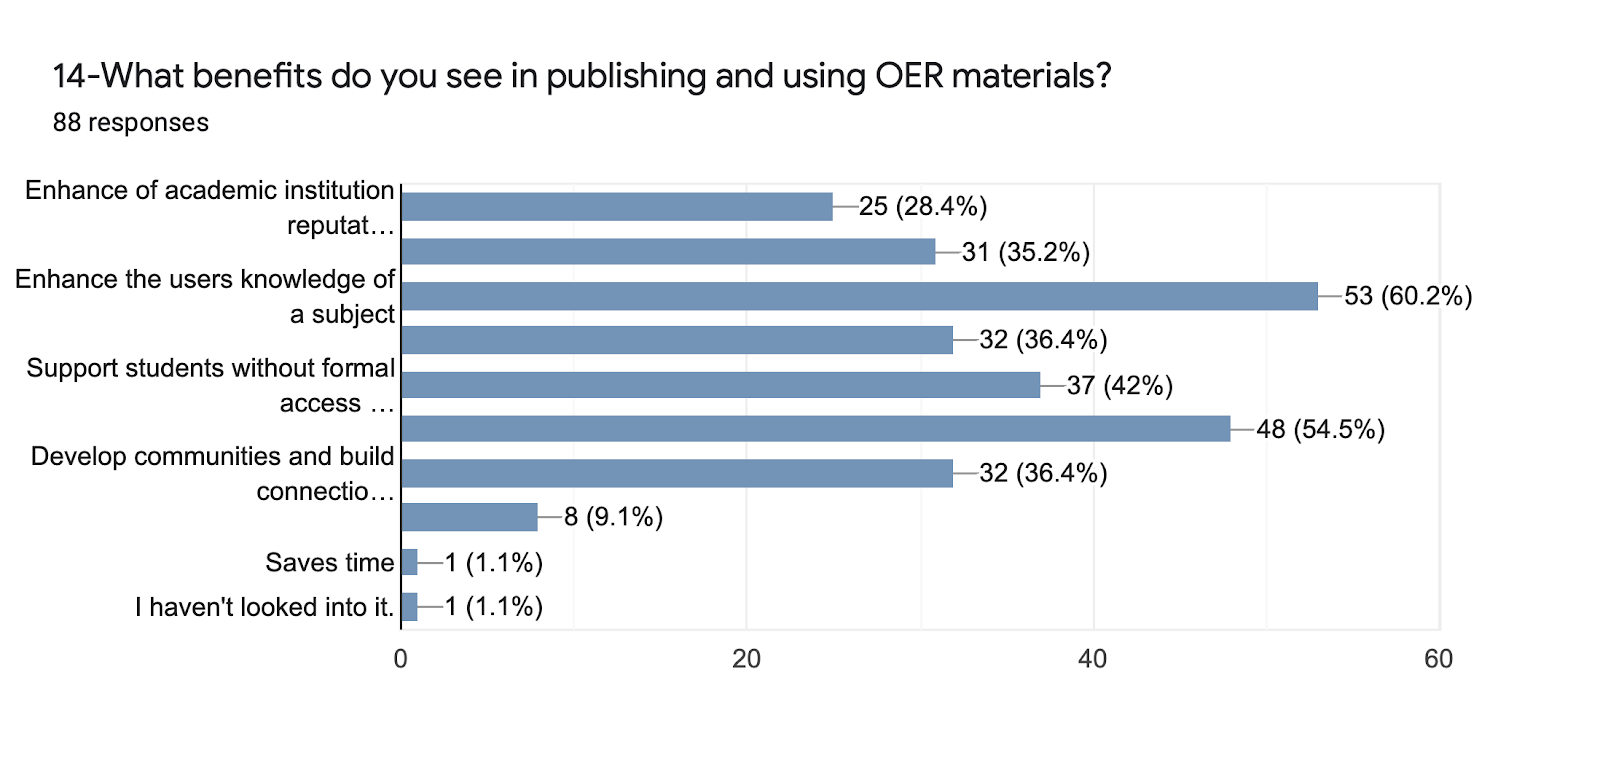 14-What benefits do you see in publishing and using OER materials?
88 responses
Enhance of academic institution
reputat…
25 (28.4%)
31 (35.2%)
Enhance the users knowledge of
a subject
53 (60.2%)
32 (36.4%)
Support students without formal
access …
37 (42%)
48 (54.5%)
Develop communities and build
connectio…
32 (36.4%)
8 (9.1%)
Saves time
1 (1.1%)
I haven't looked into it.
1 (1.1%)
0 20 40 60